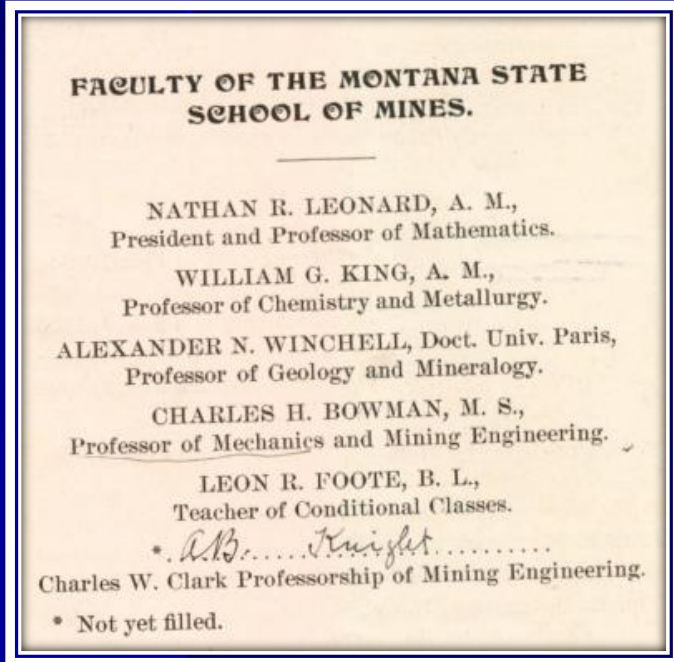 FACULTY OF THE MONTANA STATE
SCHOOL OF MINES.
NATHAN R. LEONARD, A. M.,
President and Professor of Mathematics.
WILLIAM G. KING, A. M.,
Professor of Chemistry and Metallurgy.
ALEXANDER N. WINCHELL, Doct. Univ. Paris,
Professor of Geology and Mineralogy.
CHARLES H. BOWMAN, M. S.,
Professor of Mechanics and Mining Engineering.
LEON R. FOOTE, B. L.,
Teacher of Conditional Classes.
*. A.B. ..... Knight ..........
Charles W. Clark Professorship of Mining Engineering.
* Not yet filled.